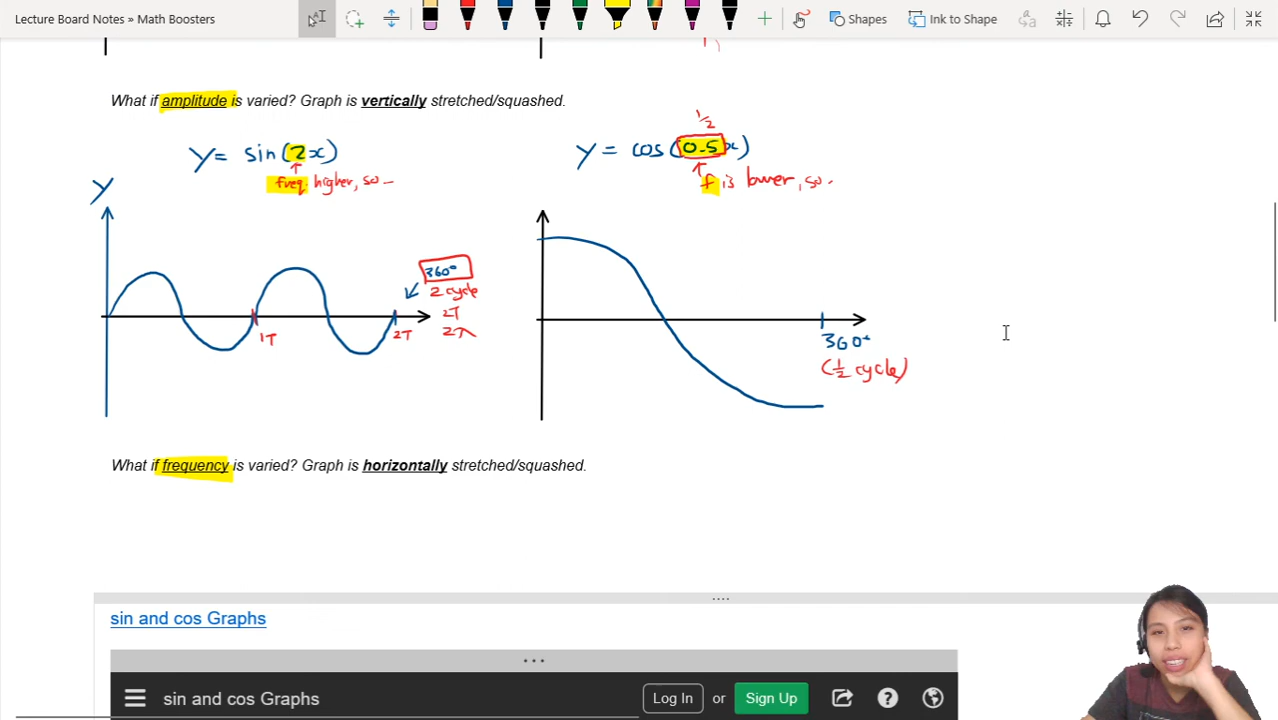 Lecture Board Notes » Math Boosters
Shapes
Ink to Shape
What if amplitude is varied? Graph is vertically stretched/squashed.
y = sin(2x)
freq. higher, so
y = cos(0.5x)
1/2
f is lower, so
y
360°
2 cycle
2T
2π
1T
2T
360°
(1/2 cycle)
What if frequency is varied? Graph is horizontally stretched/squashed.
sin and cos Graphs
sin and cos Graphs
Log In or Sign Up